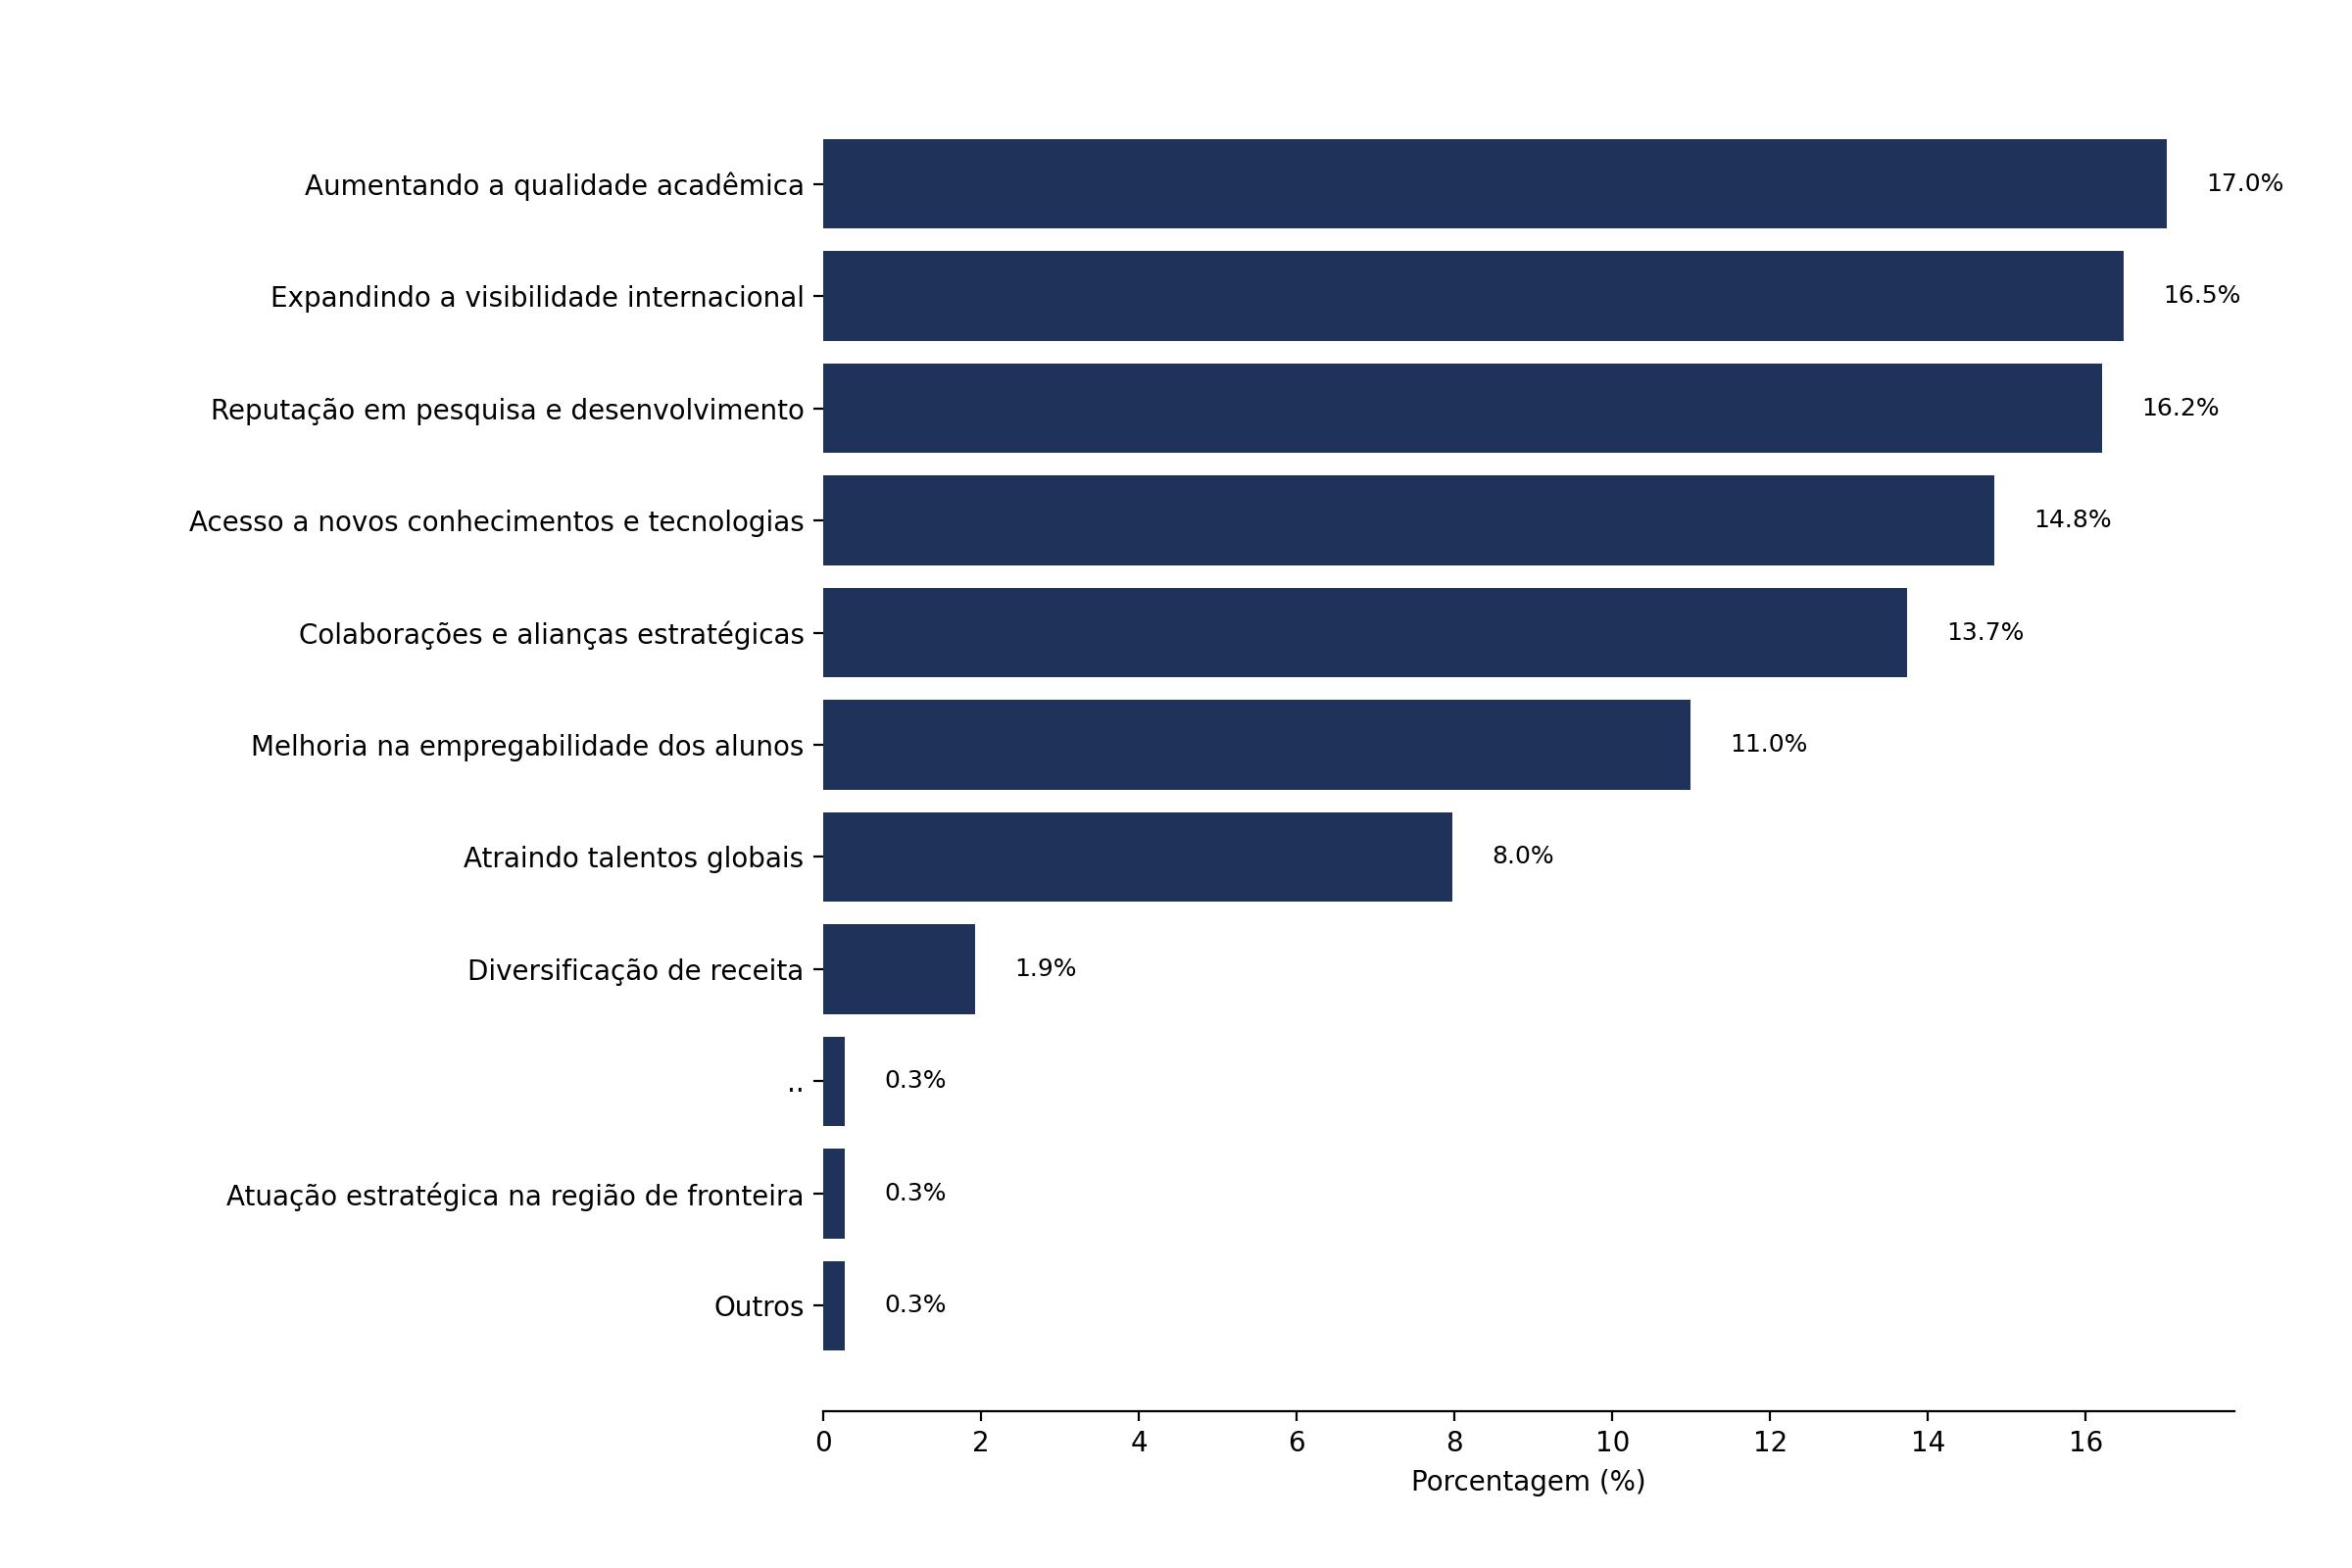 Aumentando a qualidade acadêmica 17.0%
Expandindo a visibilidade internacional 16.5%
Reputação em pesquisa e desenvolvimento 16.2%
Acesso a novos conhecimentos e tecnologias 14.8%
Colaborações e alianças estratégicas 13.7%
Melhoria na empregabilidade dos alunos 11.0%
Atraindo talentos globais 8.0%
Diversificação de receita 1.9%
.. 0.3%
Atuação estratégica na região de fronteira 0.3%
Outros 0.3%
0 2 4 6 8 10 12 14 16
Porcentagem (%)